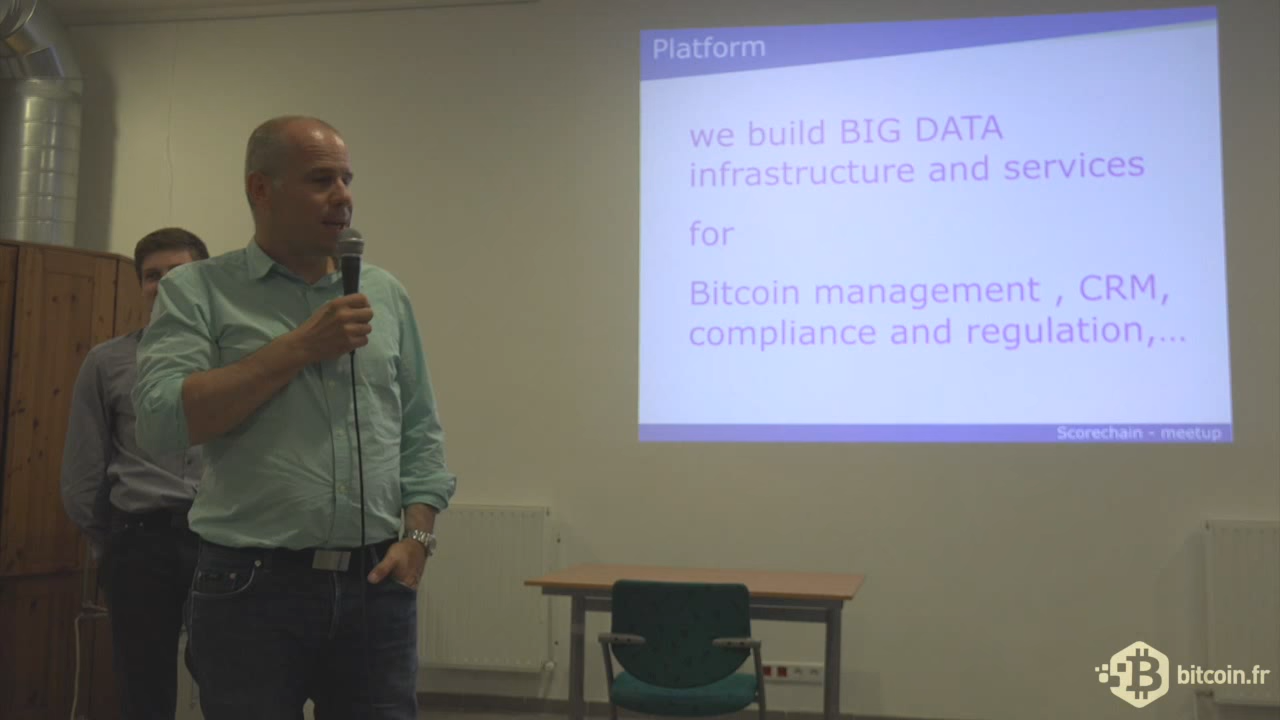 Platform
we build BIG DATA
infrastructure and services
for
Bitcoin management , CRM,
compliance and regulation,...
Scorechain - meetup
bitcoin.fr